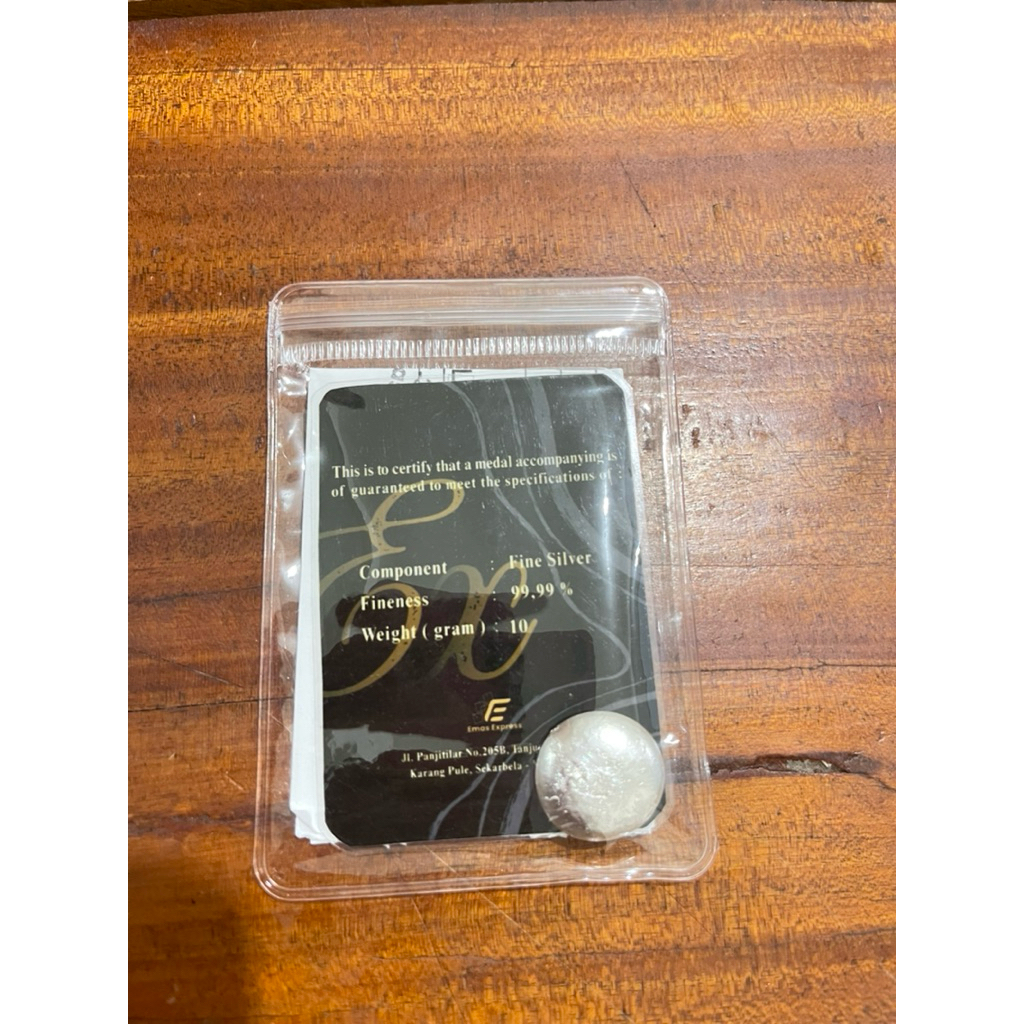 This is to certify that a medal accompanying is
of guaranteed to meet the specifications of :
Ex
Component : Fine Silver
Fineness : 99,99 %
Weight ( gram ) : 10
E
Emas Express
Jl. Panjitilar No.205B,
Karang Pule, Sekarbela -